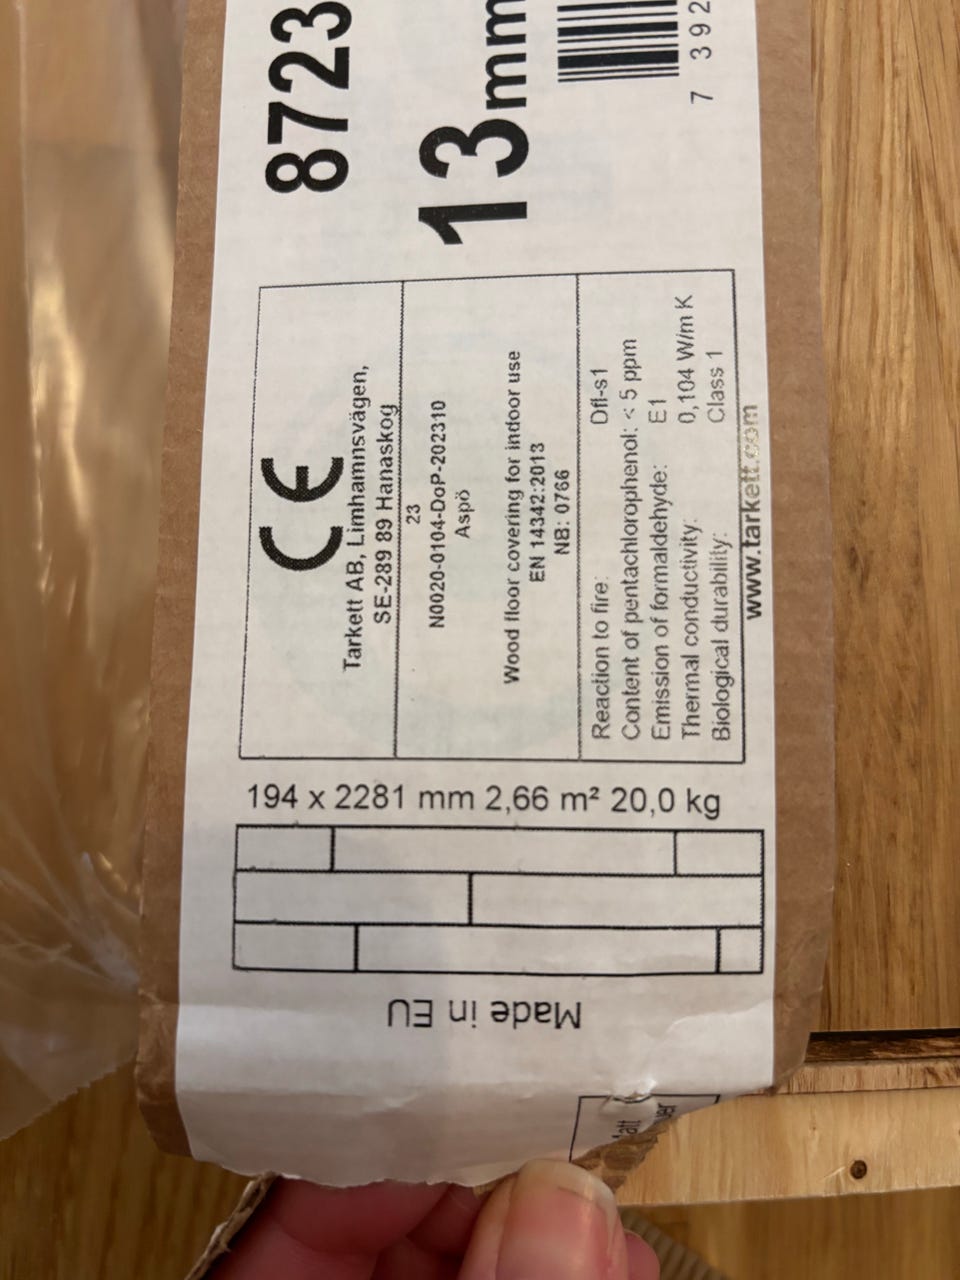 8723
13mm
7 392
CE
Tarkett AB, Limhamnsvägen,
SE-289 89 Hanaskog
23
N0020-0104-DoP-202310
Aspö
Wood floor covering for indoor use
EN 14342:2013
NB: 0766
Reaction to fire: Dfl-s1
Content of pentachlorophenol: < 5 ppm
Emission of formaldehyde: E1
Thermal conductivity: 0,104 W/m K
Biological durability: Class 1
www.tarkett.com
194 x 2281 mm 2,66 m² 20,0 kg
Made in EU